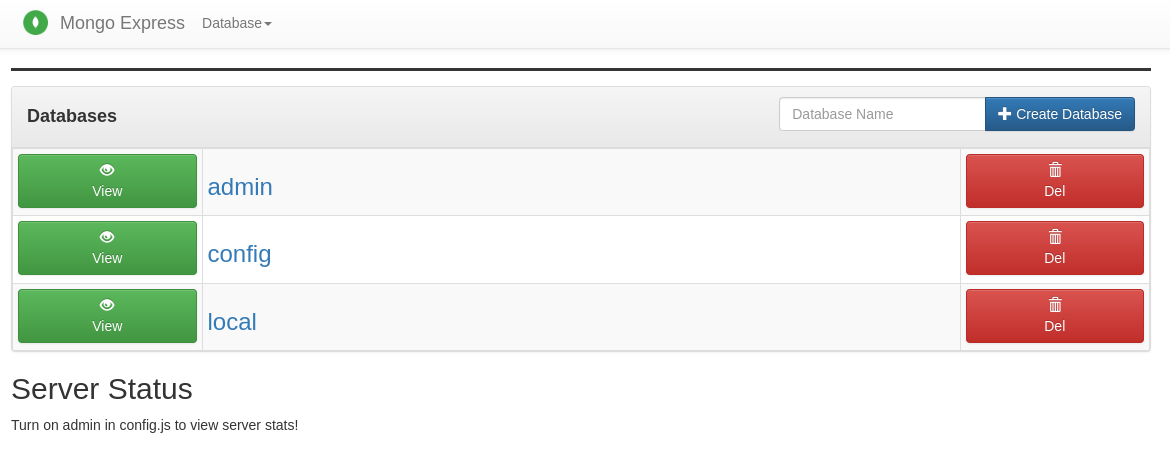 Mongo Express Database
Databases
Database Name
Create Database
View
admin
Del
View
config
Del
View
local
Del
Server Status
Turn on admin in config.js to view server stats!